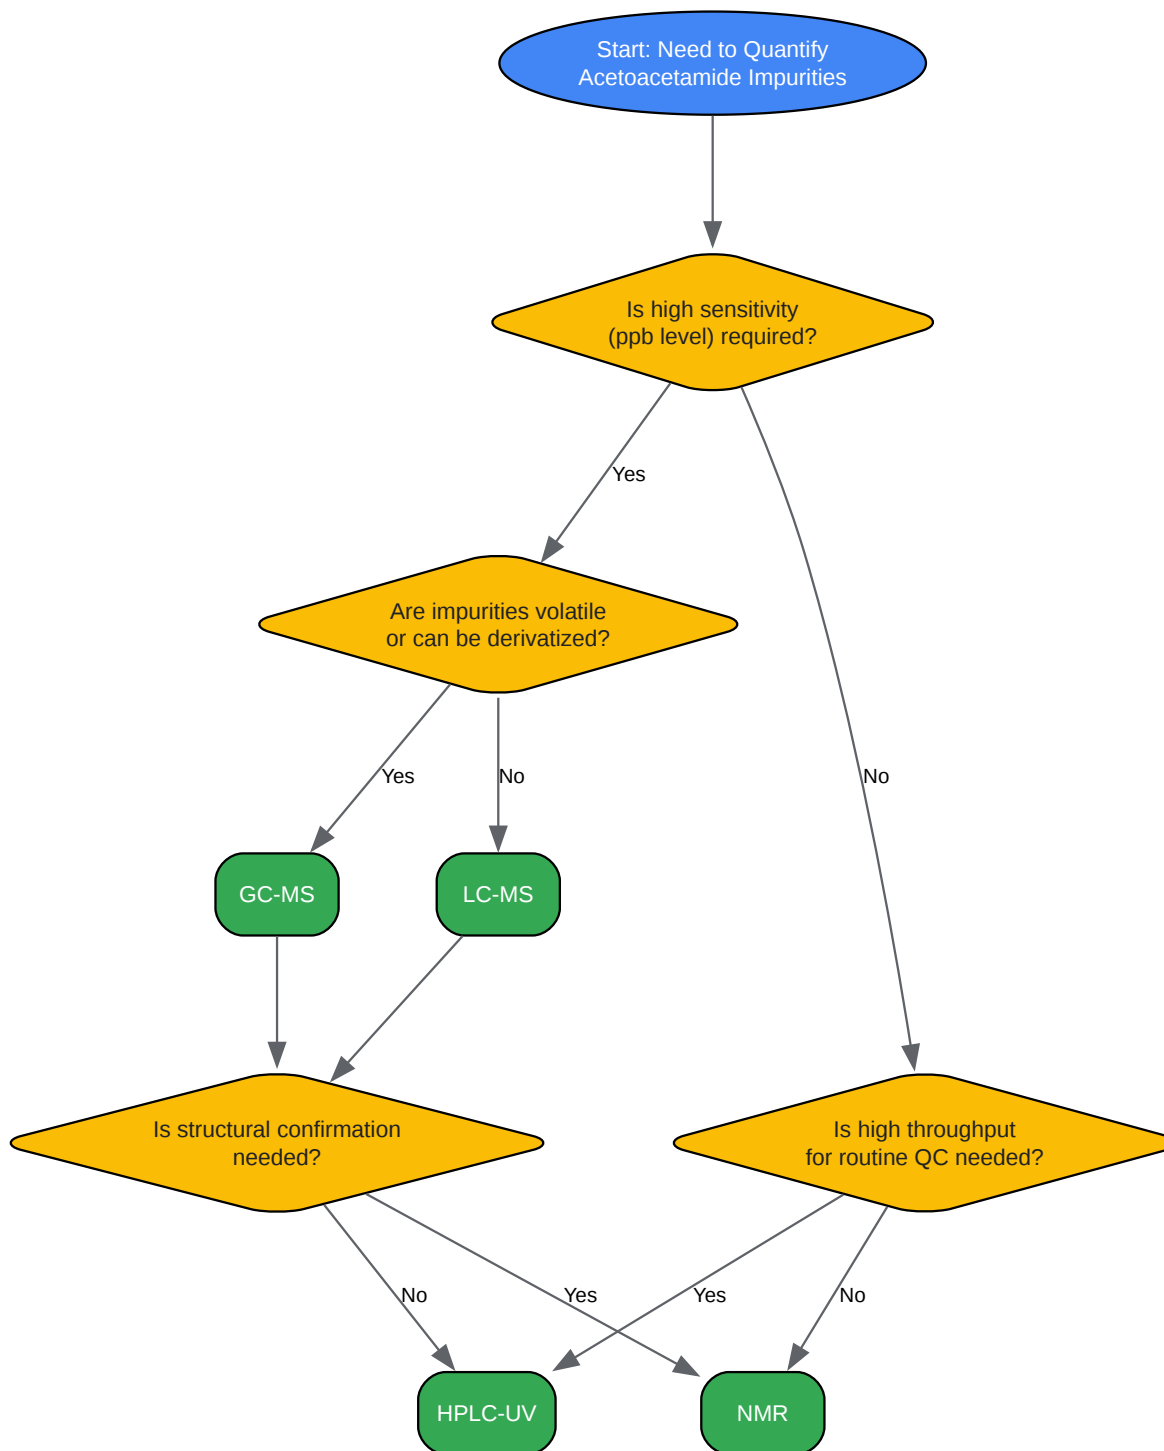 Start: Need to Quantify
Acetoacetamide Impurities
Is high sensitivity
(ppb level) required?
Yes
Are impurities volatile
or can be derivatized?
Yes
No
No
GC-MS
LC-MS
Is structural confirmation
needed?
Is high throughput
for routine QC needed?
No
Yes
Yes
No
HPLC-UV
NMR